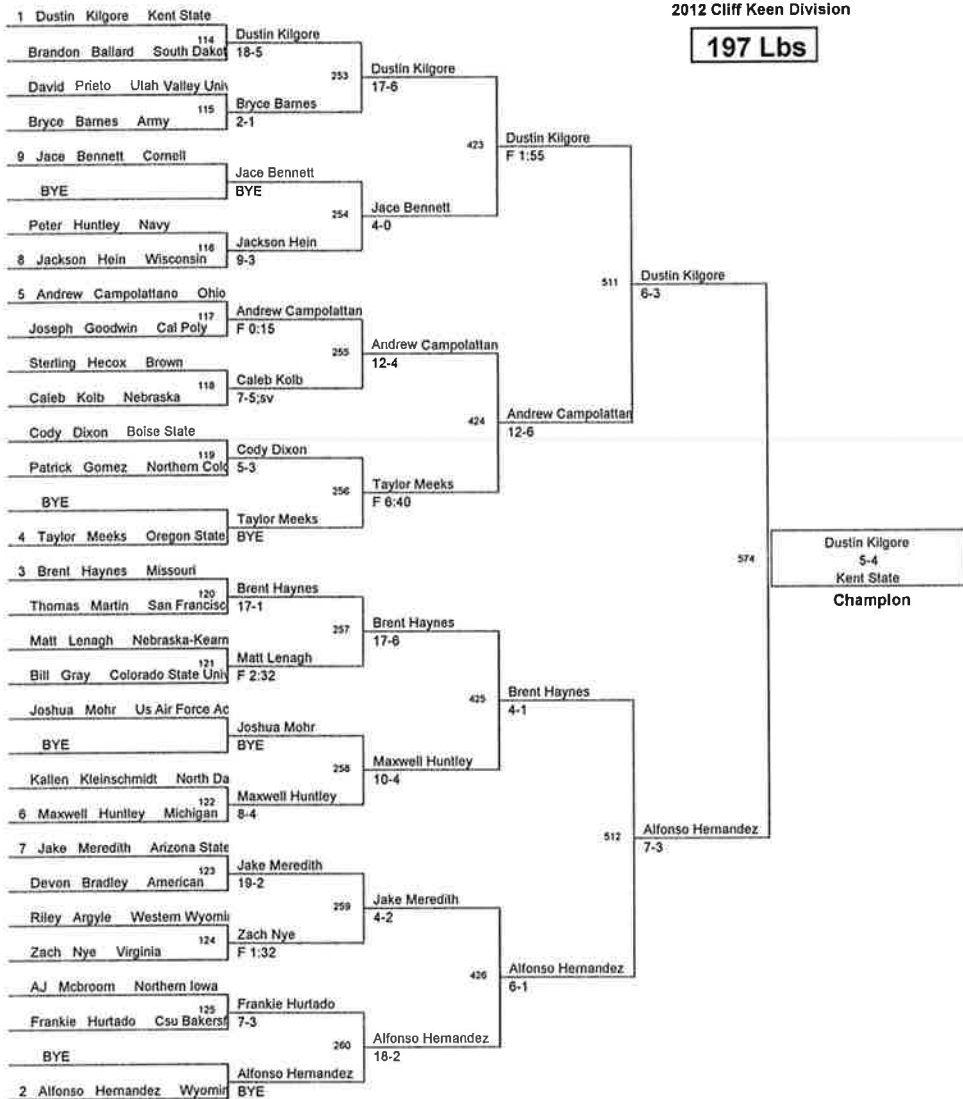 2012 Cliff Keen Division
197 Lbs
1 Dustin Kilgore Kent State
114
Brandon Ballard South Dakot
David Prieto Utah Valley Univ
115
Bryce Barnes Army
9 Jace Bennett Cornell
BYE
Peter Huntley Navy
116
8 Jackson Hein Wisconsin
5 Andrew Campolattano Ohio
117
Joseph Goodwin Cal Poly
Sterling Hecox Brown
118
Caleb Kolb Nebraska
Cody Dixon Boise State
119
Patrick Gomez Northern Colo
BYE
4 Taylor Meeks Oregon State
3 Brent Haynes Missouri
120
Thomas Martin San Francisc
Matt Lenagh Nebraska-Kearn
121
Bill Gray Colorado State Univ
Joshua Mohr Us Air Force Ac
BYE
Kallen Kleinschmidt North Da
122
6 Maxwell Huntley Michigan
7 Jake Meredith Arizona State
123
Devon Bradley American
Riley Argyle Western Wyomi
124
Zach Nye Virginia
AJ Mcbroom Northern Iowa
125
Frankie Hurtado Csu Bakersf
BYE
2 Alfonso Hernandez Wyomin
Dustin Kilgore
18-5
253
Bryce Barnes
2-1
Jace Bennett
BYE
254
Jackson Hein
9-3
Andrew Campolattan
F 0:15
255
Caleb Kolb
7-5;sv
Cody Dixon
5-3
256
Taylor Meeks
BYE
Brent Haynes
17-1
257
Matt Lenagh
F 2:32
Joshua Mohr
BYE
258
Maxwell Huntley
8-4
Jake Meredith
19-2
259
Zach Nye
F 1:32
Frankie Hurtado
7-3
260
Alfonso Hernandez
BYE
Dustin Kilgore
17-6
423
Jace Bennett
4-0
Andrew Campolattan
12-4
424
Taylor Meeks
F 6:40
Brent Haynes
17-6
425
Maxwell Huntley
10-4
Jake Meredith
4-2
426
Alfonso Hernandez
18-2
Dustin Kilgore
F 1:55
511
Andrew Campolattan
12-6
Brent Haynes
4-1
512
Alfonso Hernandez
6-1
Dustin Kilgore
6-3
574
Alfonso Hernandez
7-3
Dustin Kilgore
5-4
Kent State
Champion